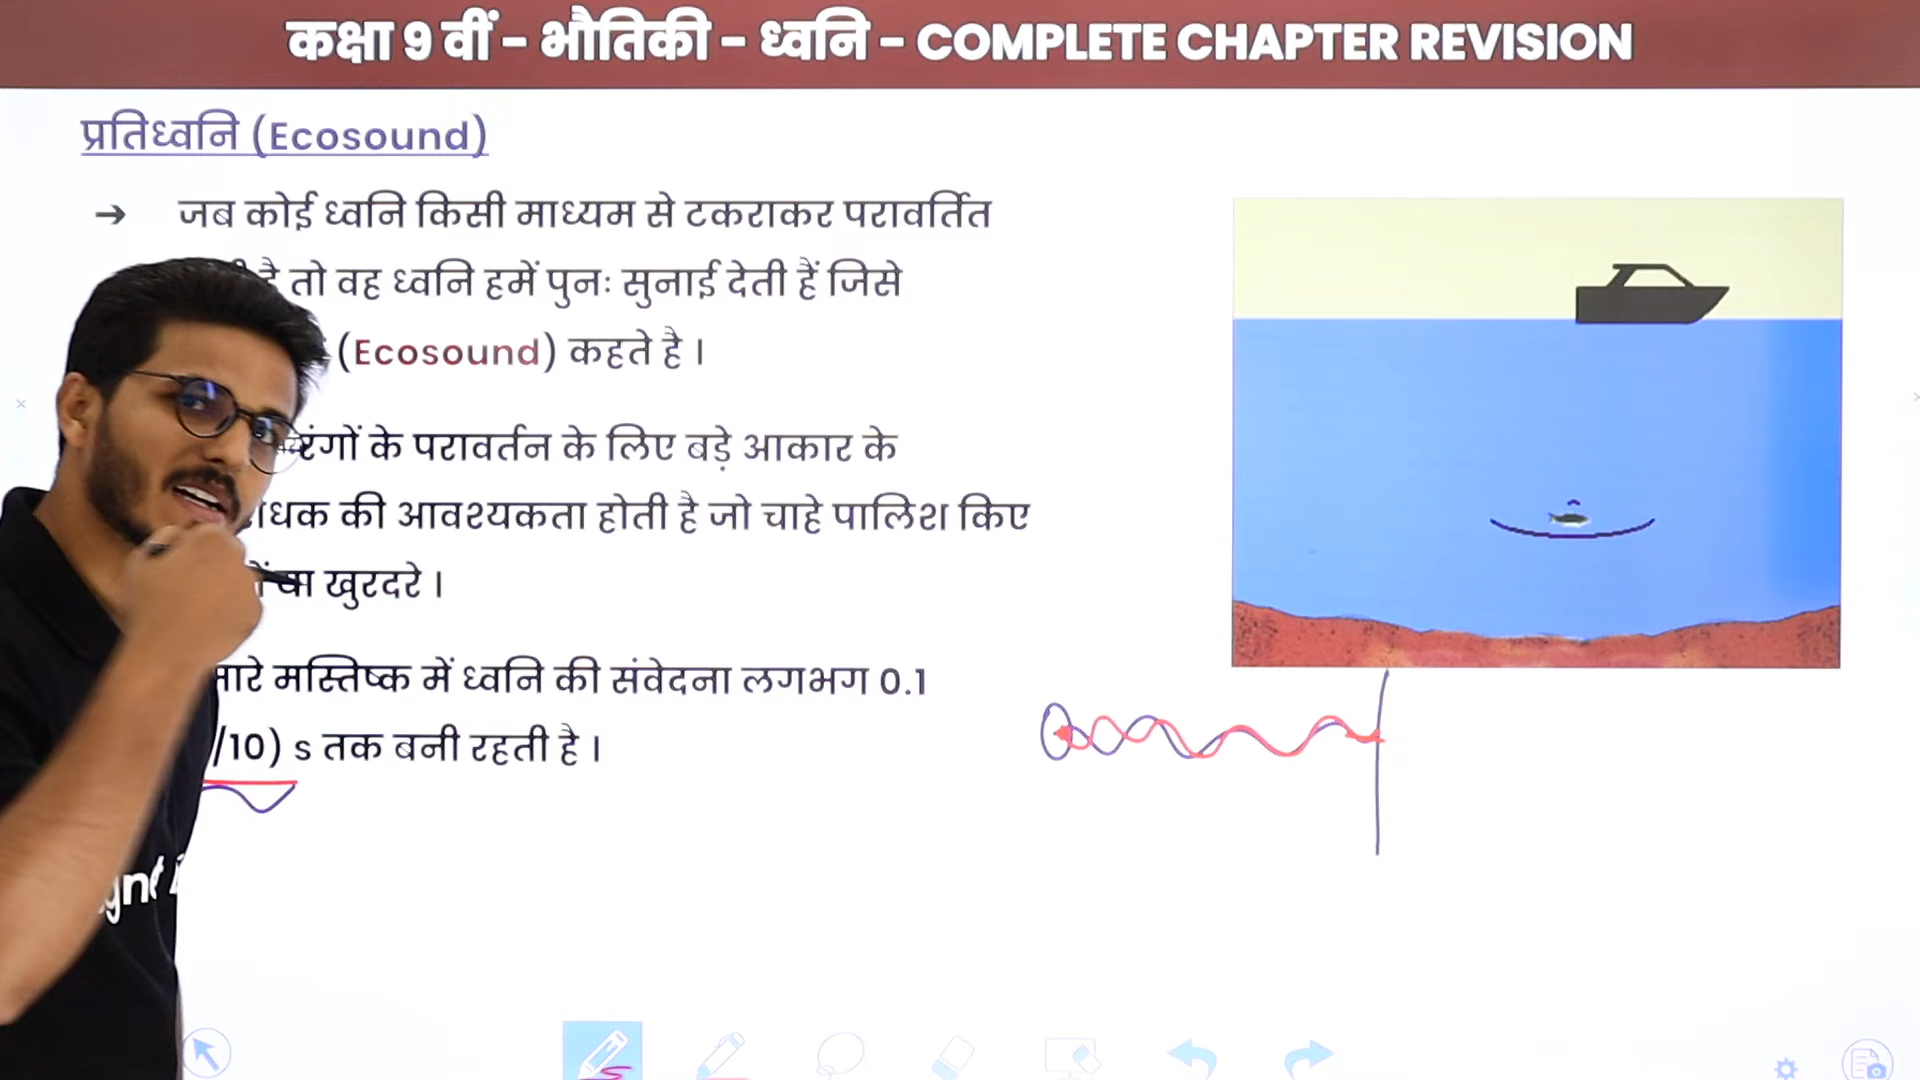 कक्षा 9 वीं - भौतिकी - ध्वनि - COMPLETE CHAPTER REVISION
प्रतिध्वनि (Ecosound)
→ जब कोई ध्वनि किसी माध्यम से टकराकर परावर्तित
है तो वह ध्वनि हमें पुनः सुनाई देती हैं जिसे
(Ecosound) कहते है ।
के परावर्तन के लिए बड़े आकार के
की आवश्यकता होती है जो चाहे पालिश किए
खुरदरे ।
मस्तिष्क में ध्वनि की संवेदना लगभग 0.1
/10) s तक बनी रहती है ।